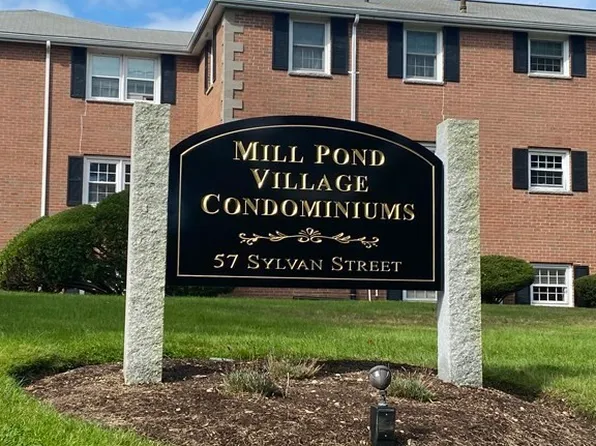 MILL POND
VILLAGE
CONDOMINIUMS
57 SYLVAN STREET